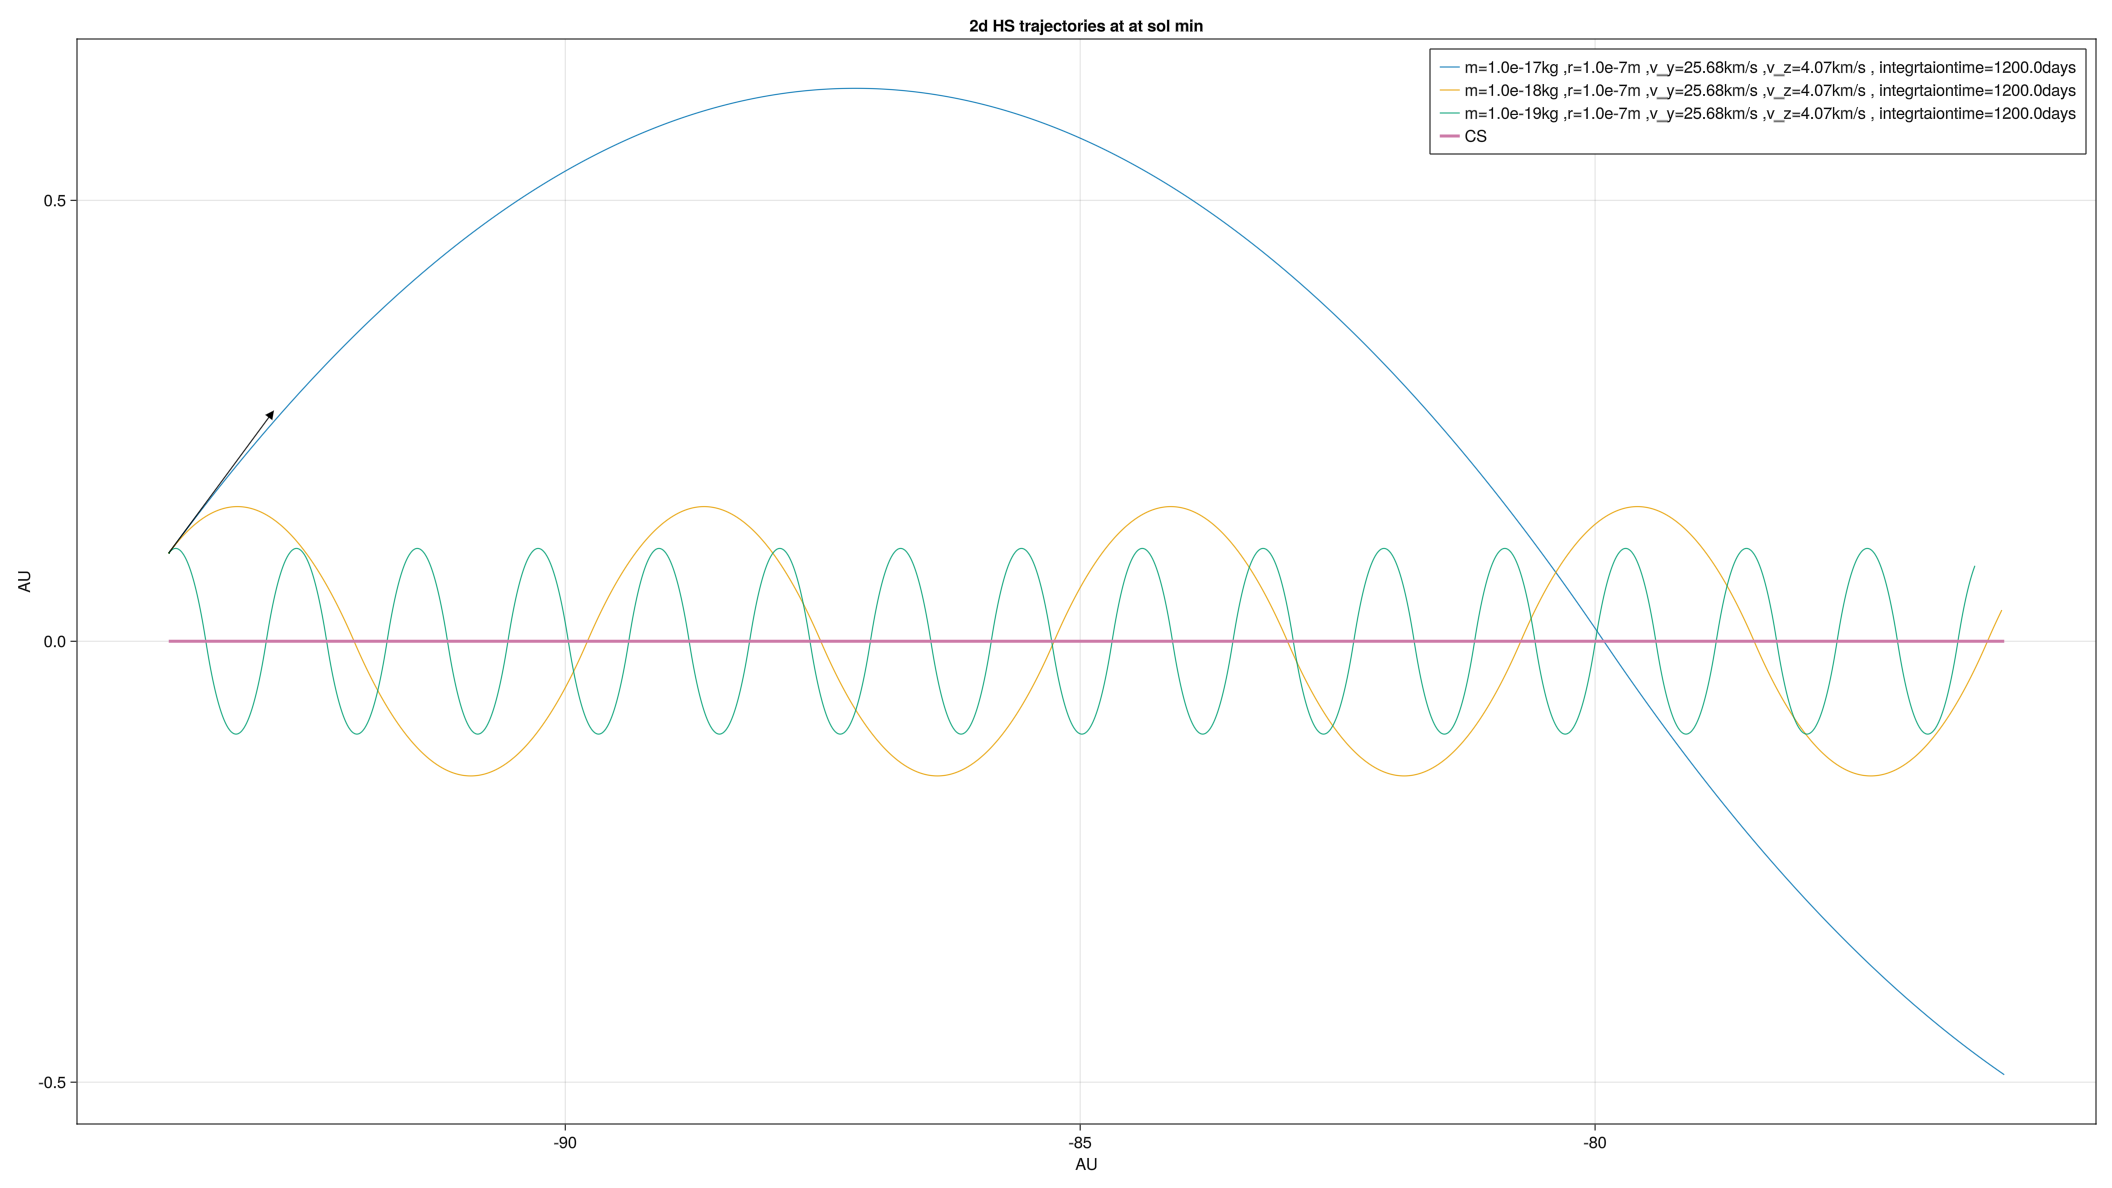 2d HS trajectories at at sol min
m=1.0e-17kg ,r=1.0e-7m ,v_y=25.68km/s ,v_z=4.07km/s , integrtaiontime=1200.0days
m=1.0e-18kg ,r=1.0e-7m ,v_y=25.68km/s ,v_z=4.07km/s , integrtaiontime=1200.0days
m=1.0e-19kg ,r=1.0e-7m ,v_y=25.68km/s ,v_z=4.07km/s , integrtaiontime=1200.0days
CS
0.5
0.0
-0.5
AU
-90
-85
-80
AU